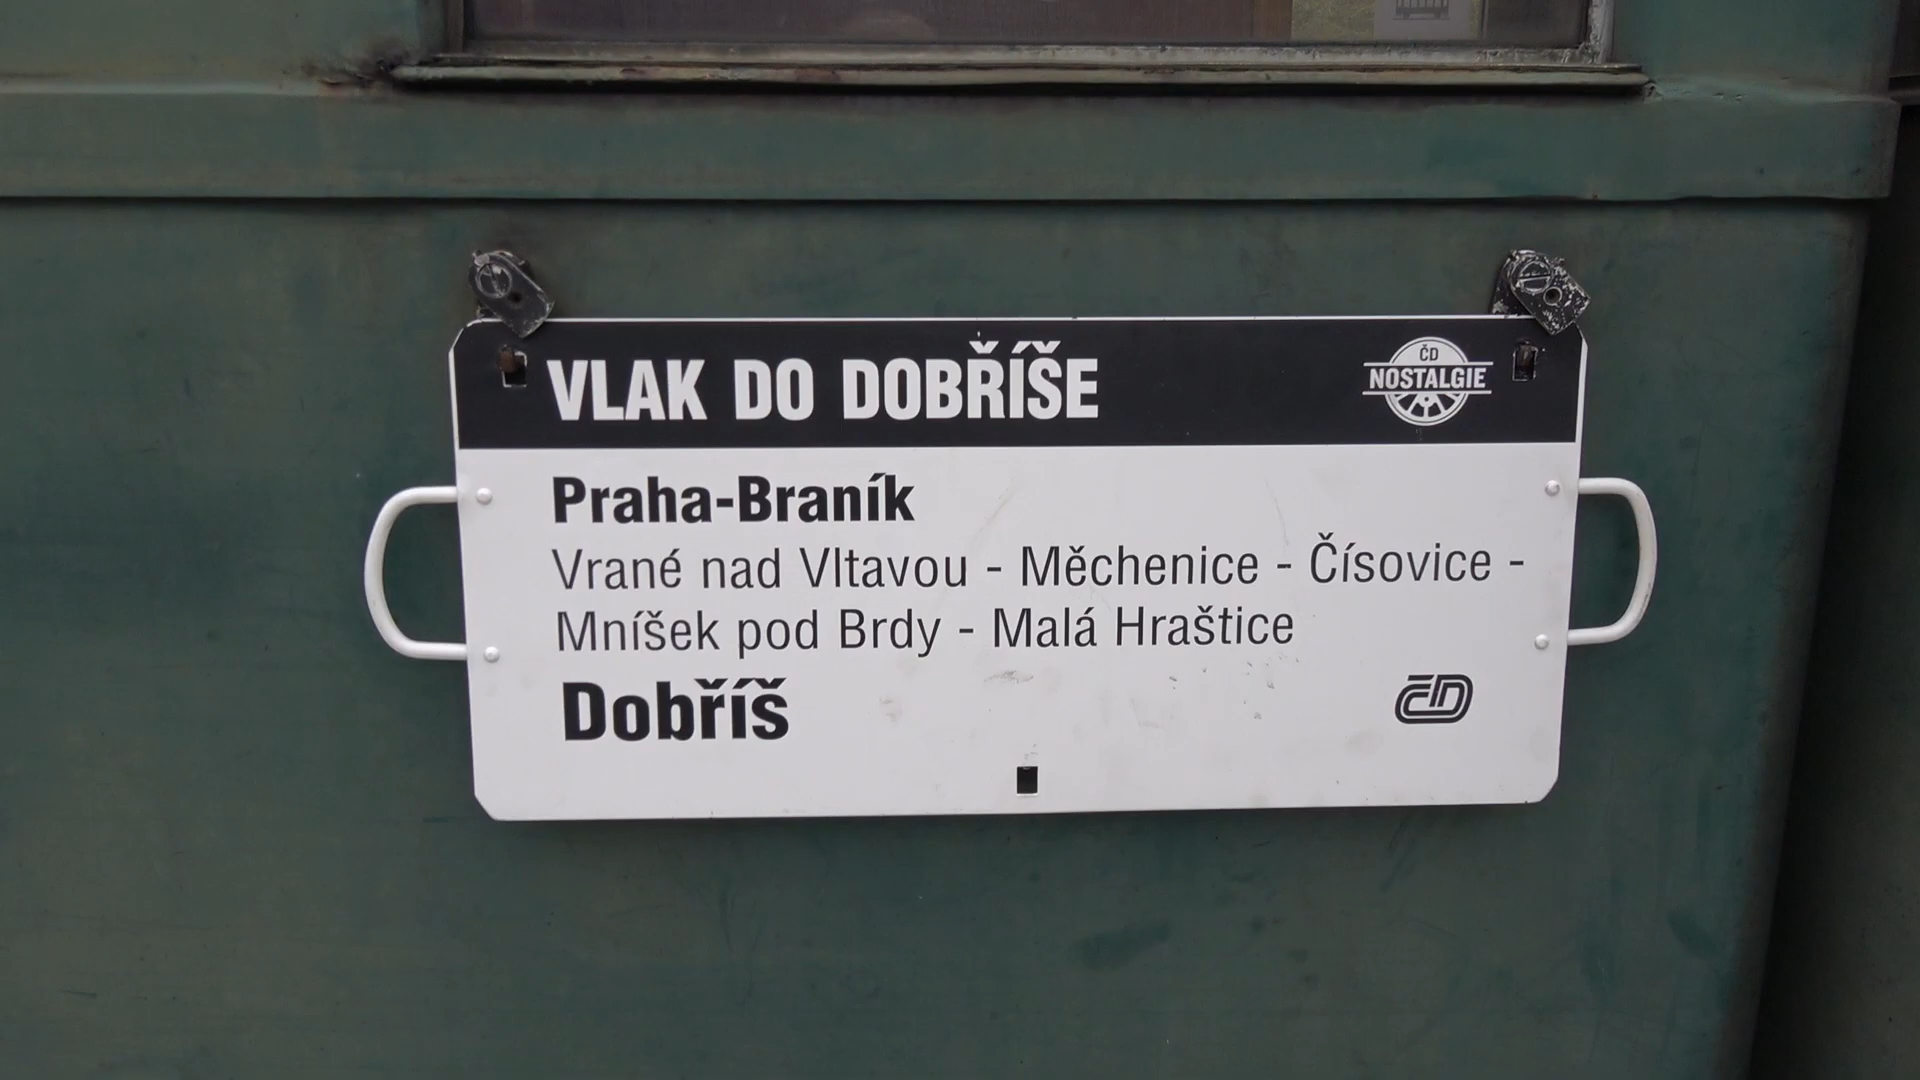 VLAK DO DOBŘÍŠE
ČD
NOSTALGIE
Praha-Braník
Vrané nad Vltavou - Měchenice - Čísovice -
Mníšek pod Brdy - Malá Hraštice
Dobříš
ČD